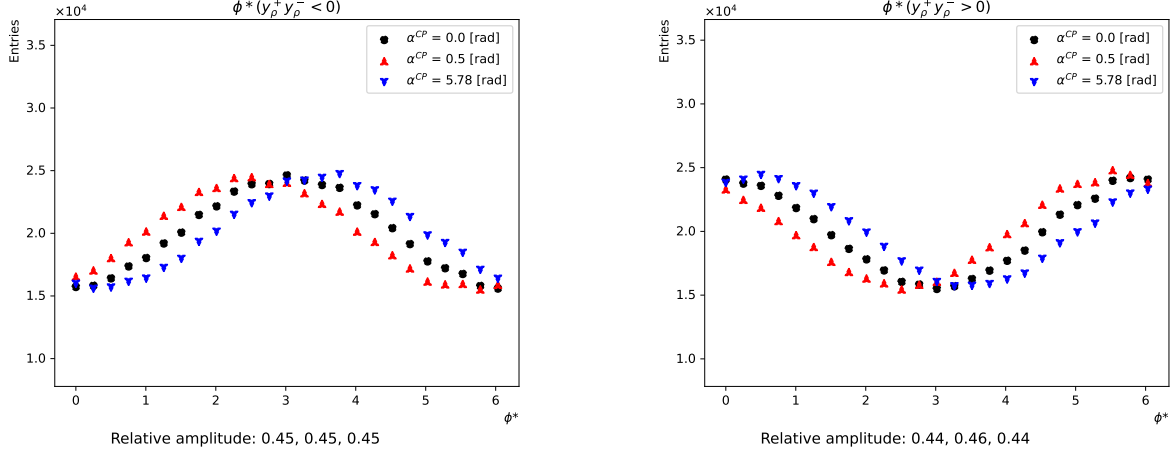 ϕ*(yρ⁺yρ⁻ < 0)
×10⁴
Entries
3.5
3.0
2.5
2.0
1.5
1.0
0 1 2 3 4 5 6
ϕ*
α^CP = 0.0 [rad]
α^CP = 0.5 [rad]
α^CP = 5.78 [rad]
Relative amplitude: 0.45, 0.45, 0.45
ϕ*(yρ⁺yρ⁻ > 0)
×10⁴
Entries
3.5
3.0
2.5
2.0
1.5
1.0
0 1 2 3 4 5 6
ϕ*
α^CP = 0.0 [rad]
α^CP = 0.5 [rad]
α^CP = 5.78 [rad]
Relative amplitude: 0.44, 0.46, 0.44